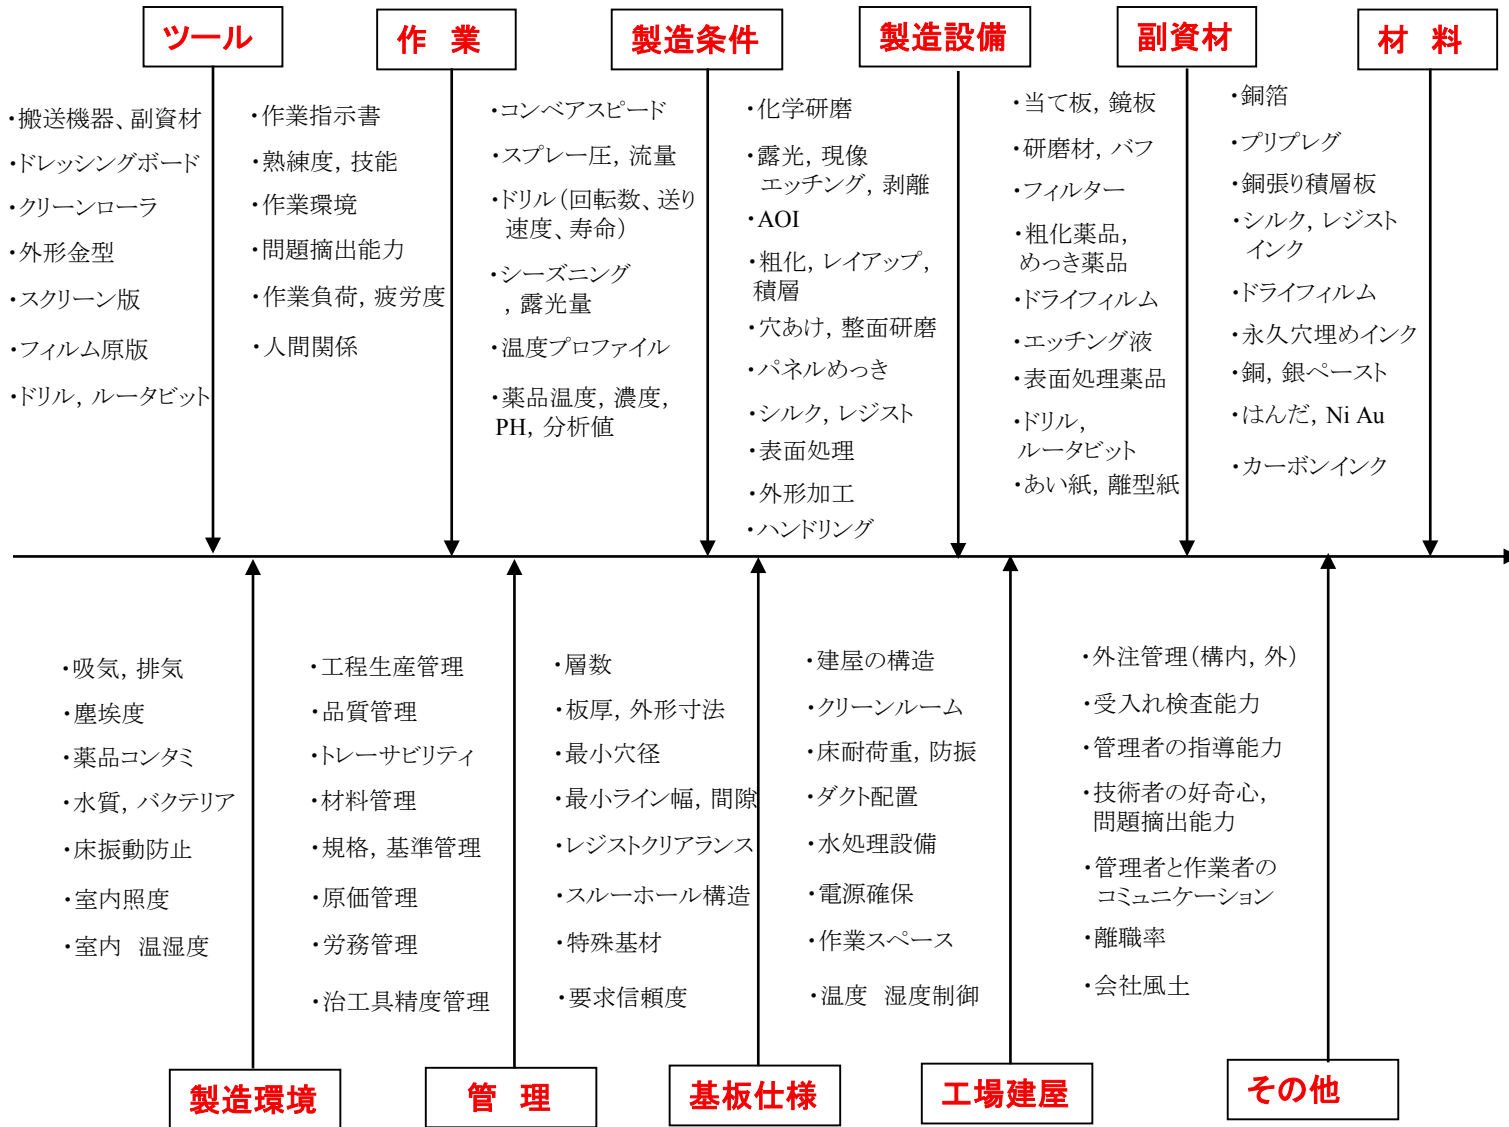 ツール
・搬送機器、副資材
・ドレッシングボード
・クリーンローラ
・外形金型
・スクリーン版
・フィルム原版
・ドリル, ルータビット
作 業
・作業指示書
・熟練度, 技能
・作業環境
・問題摘出能力
・作業負荷, 疲労度
・人間関係
製造条件
・コンベアスピード
・スプレー圧, 流量
・ドリル(回転数、送り
速度、寿命)
・シーズニング
, 露光量
・温度プロファイル
・薬品温度, 濃度,
PH, 分析値
製造設備
・化学研磨
・露光, 現像
エッチング, 剥離
・AOI
・粗化, レイアップ,
積層
・穴あけ, 整面研磨
・パネルめっき
・シルク, レジスト
・表面処理
・外形加工
・ハンドリング
副資材
・当て板, 鏡板
・研磨材, バフ
・フィルター
・粗化薬品,
めっき薬品
・ドライフィルム
・エッチング液
・表面処理薬品
・ドリル,
ルータビット
・あい紙, 離型紙
材 料
・銅箔
・プリプレグ
・銅張り積層板
・シルク, レジスト
インク
・ドライフィルム
・永久穴埋めインク
・銅, 銀ペースト
・はんだ, Ni Au
・カーボンインク
・吸気, 排気
・塵埃度
・薬品コンタミ
・水質, バクテリア
・床振動防止
・室内照度
・室内 温湿度
製造環境
・工程生産管理
・品質管理
・トレーサビリティ
・材料管理
・規格, 基準管理
・原価管理
・労務管理
・治工具精度管理
管 理
・層数
・板厚, 外形寸法
・最小穴径
・最小ライン幅, 間隙
・レジストクリアランス
・スルーホール構造
・特殊基材
・要求信頼度
基板仕様
・建屋の構造
・クリーンルーム
・床耐荷重, 防振
・ダクト配置
・水処理設備
・電源確保
・作業スペース
・温度 湿度制御
工場建屋
・外注管理(構内, 外)
・受入れ検査能力
・管理者の指導能力
・技術者の好奇心,
問題摘出能力
・管理者と作業者の
コミュニケーション
・離職率
・会社風土
その他